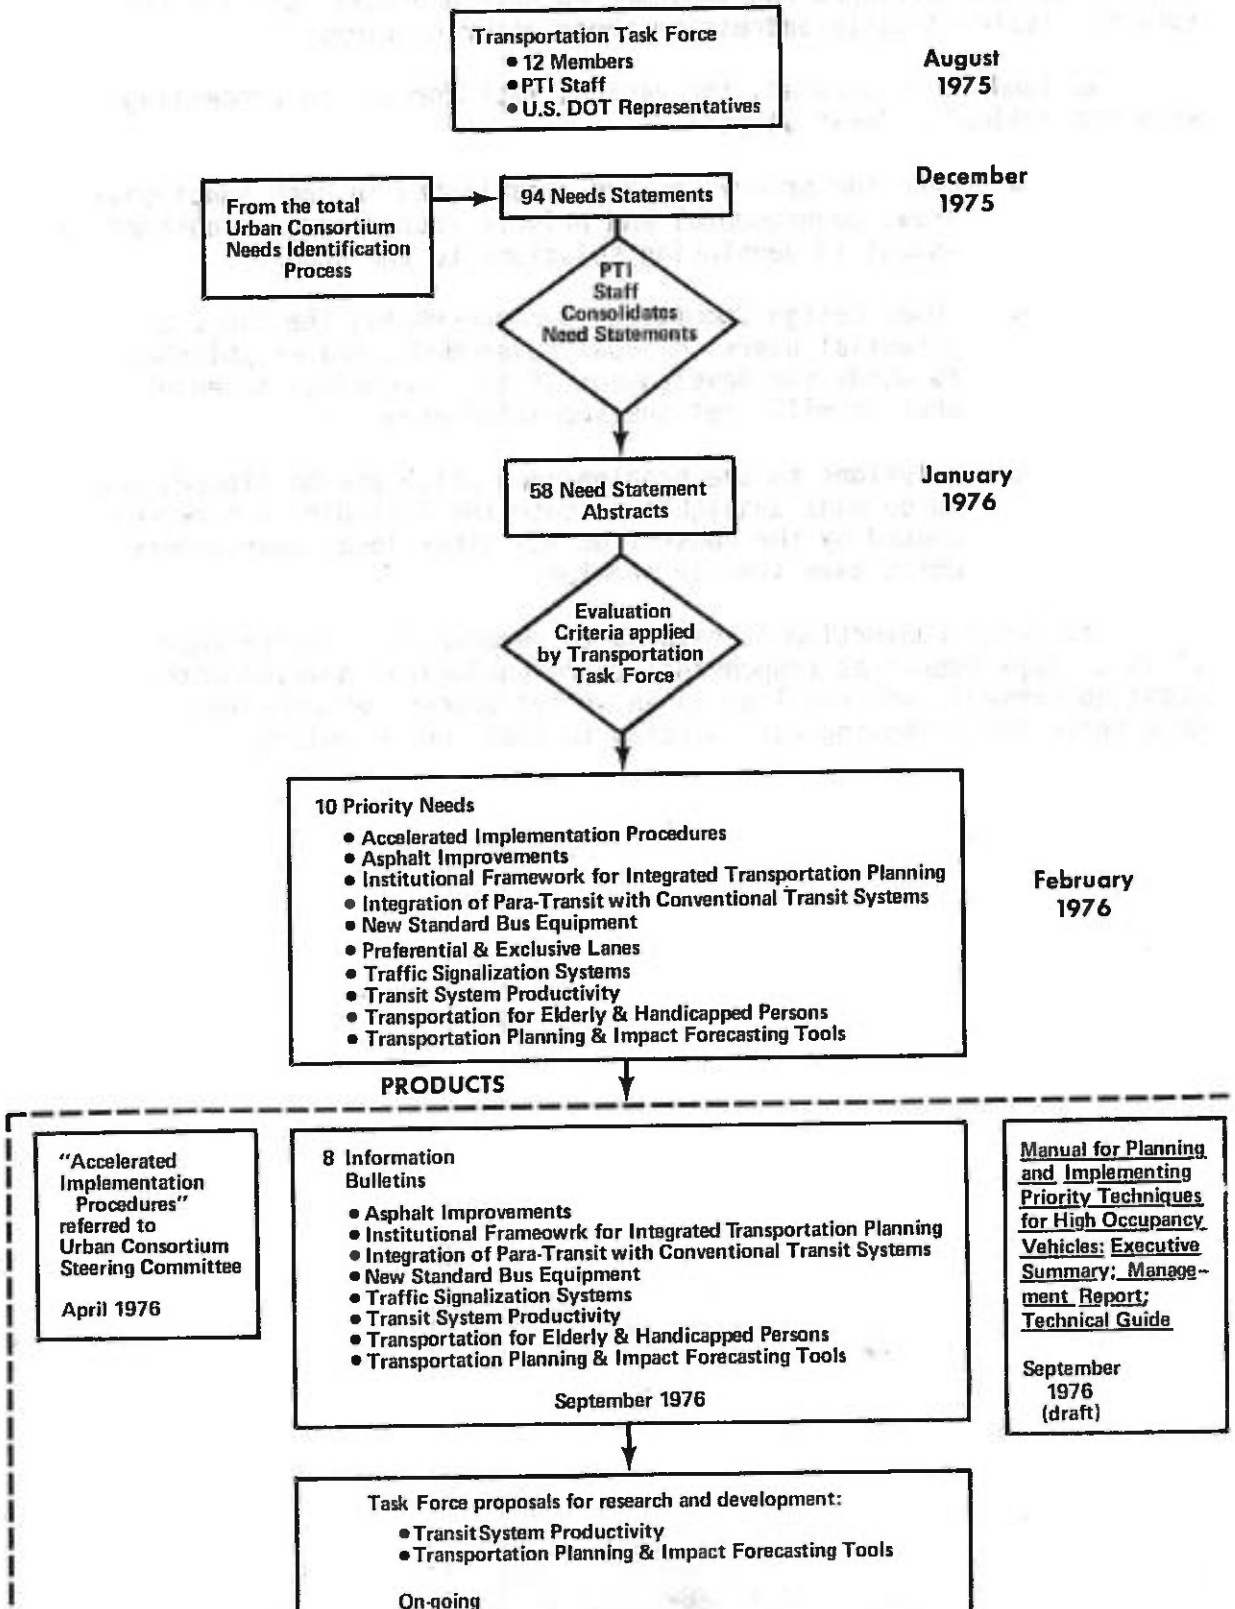 Transportation Task Force
• 12 Members
• PTI Staff
• U.S. DOT Representatives
August
1975
From the total
Urban Consortium
Needs Identification
Process
94 Needs Statements
December
1975
PTI
Staff
Consolidates
Need Statements
58 Need Statement
Abstracts
January
1976
Evaluation
Criteria applied
by Transportation
Task Force
10 Priority Needs
• Accelerated Implementation Procedures
• Asphalt Improvements
• Institutional Framework for Integrated Transportation Planning
• Integration of Para-Transit with Conventional Transit Systems
• New Standard Bus Equipment
• Preferential & Exclusive Lanes
• Traffic Signalization Systems
• Transit System Productivity
• Transportation for Elderly & Handicapped Persons
• Transportation Planning & Impact Forecasting Tools
February
1976
PRODUCTS
"Accelerated
Implementation
Procedures"
referred to
Urban Consortium
Steering Committee
April 1976
8 Information
Bulletins
• Asphalt Improvements
• Institutional Frameowrk for Integrated Transportation Planning
• Integration of Para-Transit with Conventional Transit Systems
• New Standard Bus Equipment
• Traffic Signalization Systems
• Transit System Productivity
• Transportation for Elderly & Handicapped Persons
• Transportation Planning & Impact Forecasting Tools
September 1976
Manual for Planning
and Implementing
Priority Techniques
for High Occupancy
Vehicles: Executive
Summary; Manage-
ment Report;
Technical Guide
September
1976
(draft)
Task Force proposals for research and development:
• Transit System Productivity
• Transportation Planning & Impact Forecasting Tools
On-going